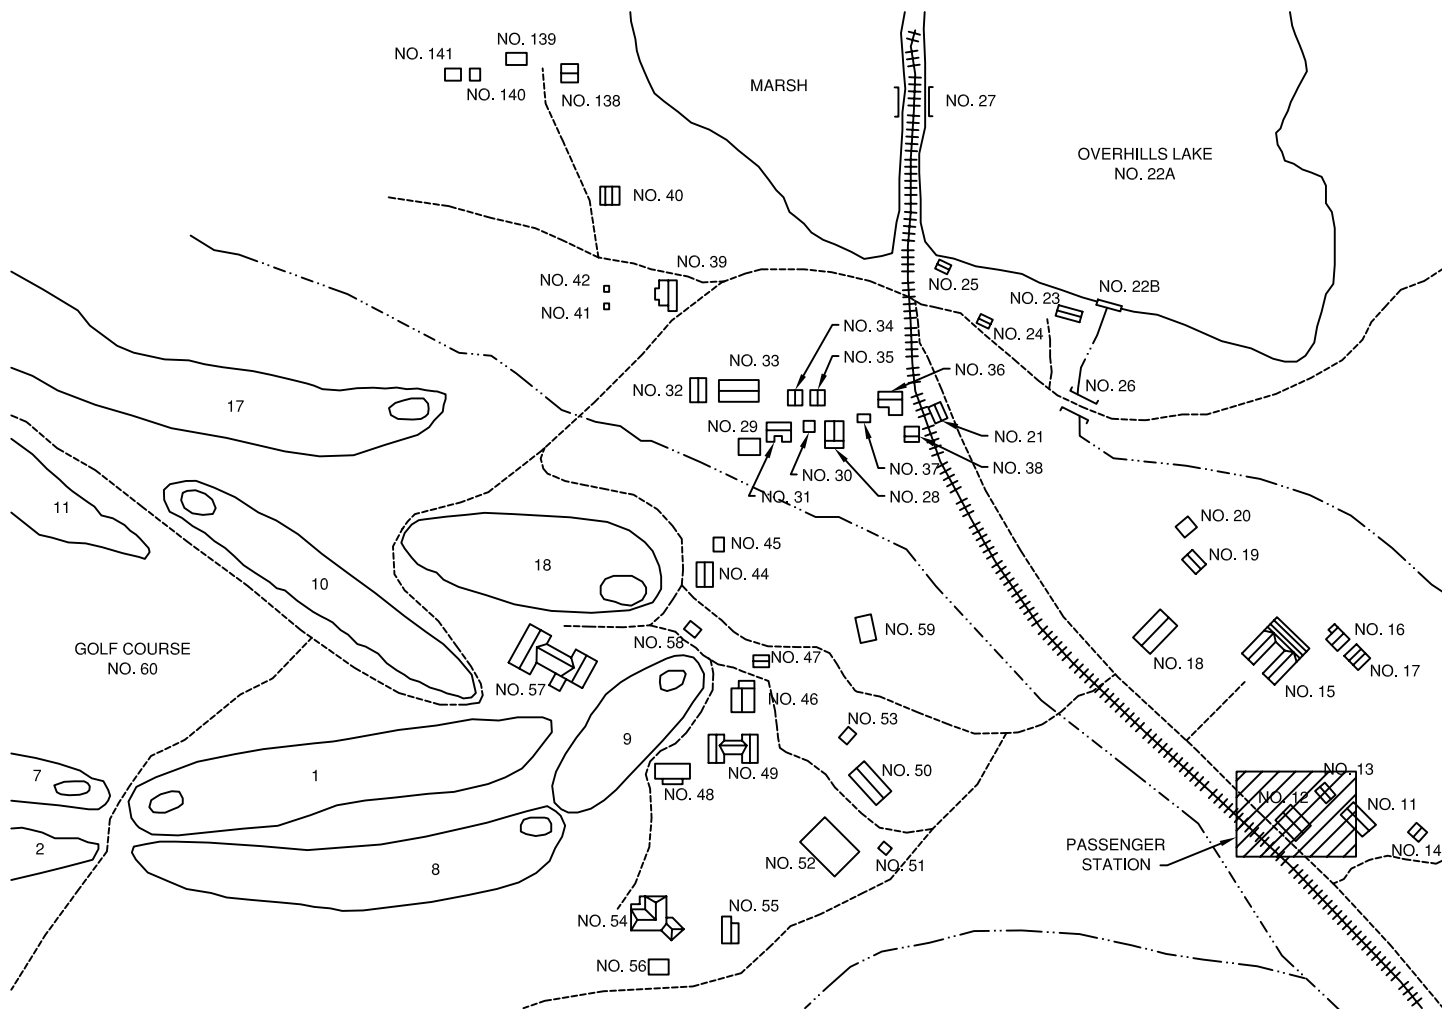 NO. 139
NO. 141
NO. 140
NO. 138
MARSH
NO. 27
OVERHILLS LAKE
NO. 22A
NO. 40
NO. 39
NO. 42
NO. 41
NO. 25
NO. 22B
NO. 23
NO. 24
NO. 34
NO. 35
NO. 33
NO. 36
NO. 32
NO. 26
17
NO. 29
NO. 21
NO. 37
NO. 38
NO. 30
NO. 31
NO. 28
11
10
18
NO. 45
NO. 44
NO. 20
NO. 19
NO. 59
NO. 16
NO. 17
NO. 18
NO. 15
GOLF COURSE
NO. 60
NO. 58
NO. 47
NO. 57
NO. 46
NO. 53
9
NO. 49
NO. 50
7
1
NO. 48
NO. 13
NO. 12
NO. 11
NO. 14
2
8
PASSENGER
STATION
NO. 52
NO. 51
NO. 54
NO. 55
NO. 56